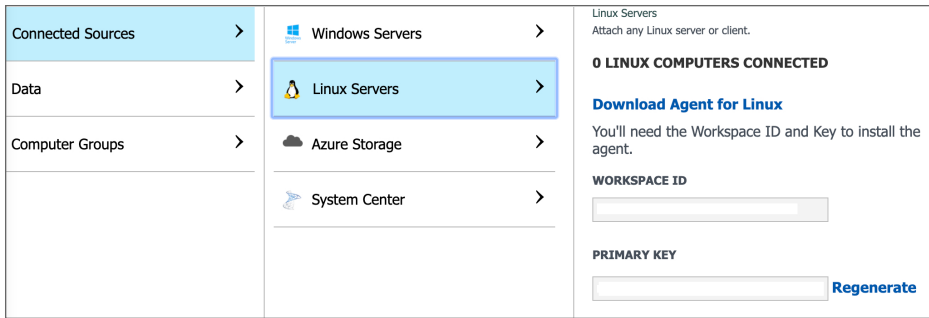 Connected Sources
Data
Computer Groups
Windows Servers
Linux Servers
Azure Storage
System Center
Linux Servers
Attach any Linux server or client.
0 LINUX COMPUTERS CONNECTED
Download Agent for Linux
You'll need the Workspace ID and Key to install the
agent.
WORKSPACE ID
PRIMARY KEY
Regenerate